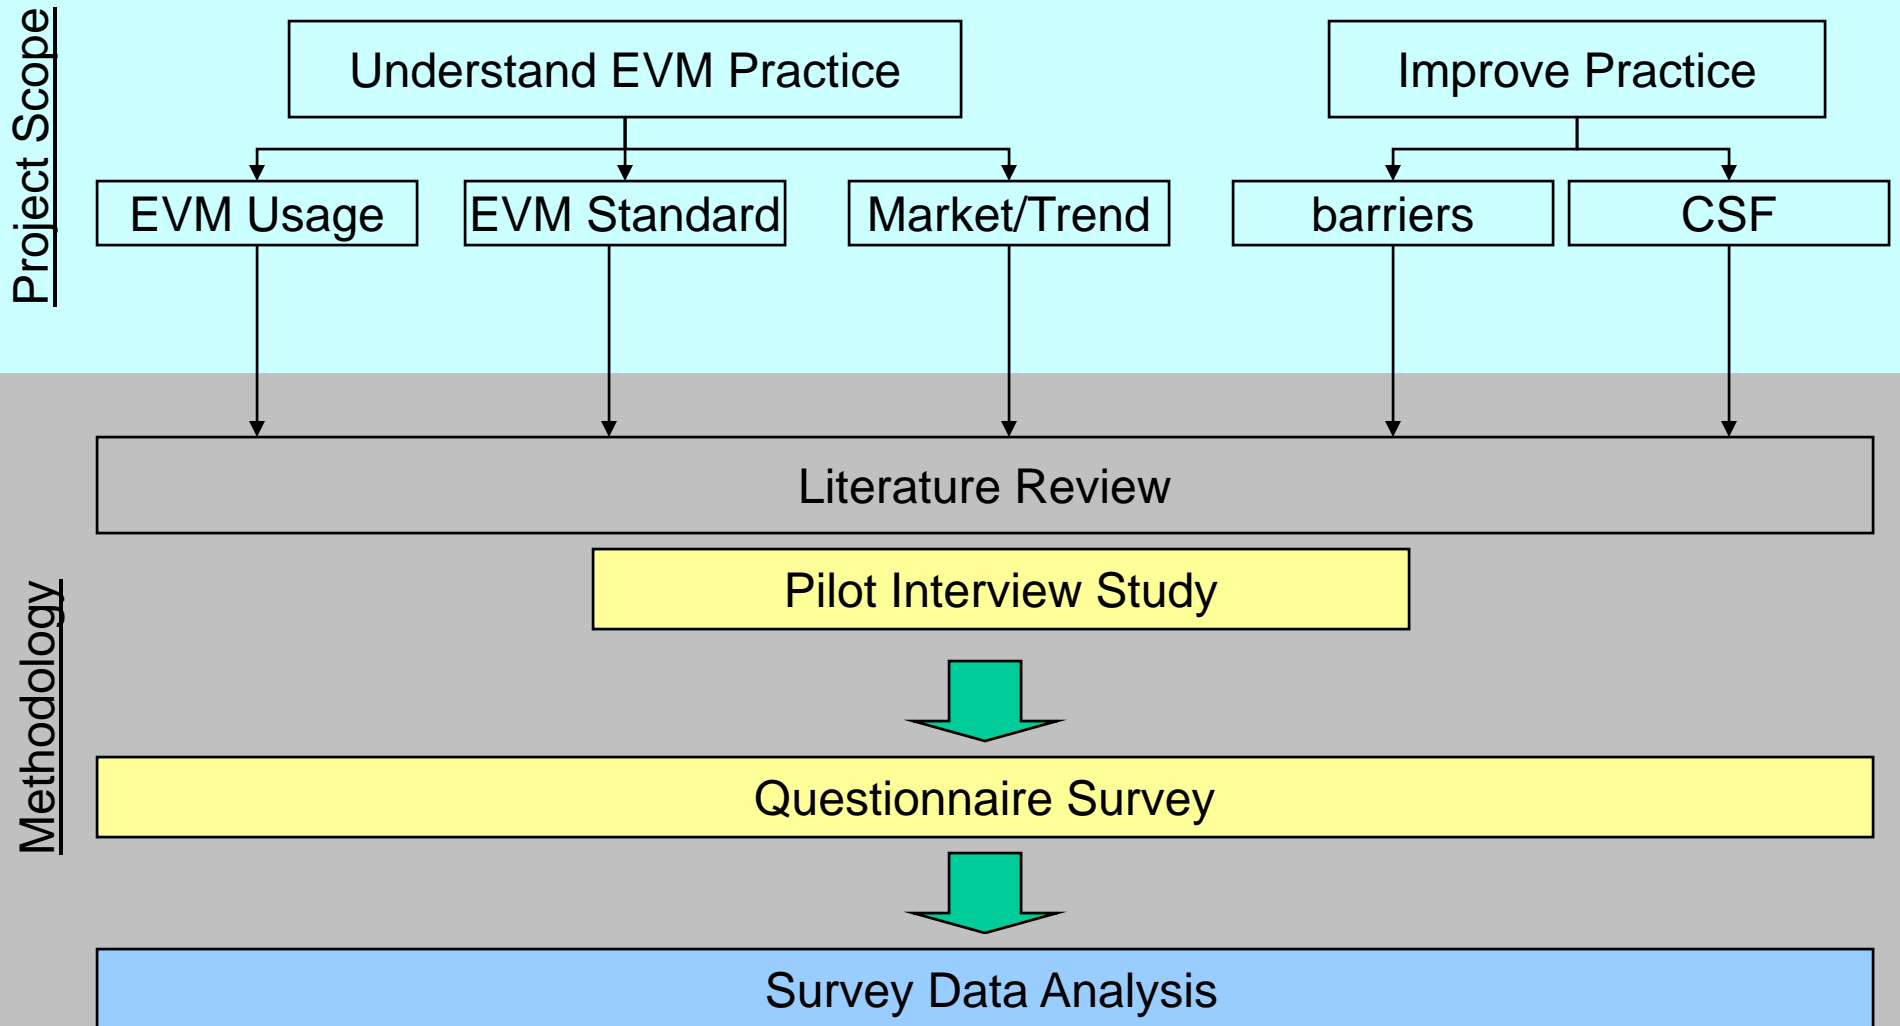 Project Scope
Understand EVM Practice
Improve Practice
EVM Usage
EVM Standard
Market/Trend
barriers
CSF
Methodology
Literature Review
Pilot Interview Study
Questionnaire Survey
Survey Data Analysis